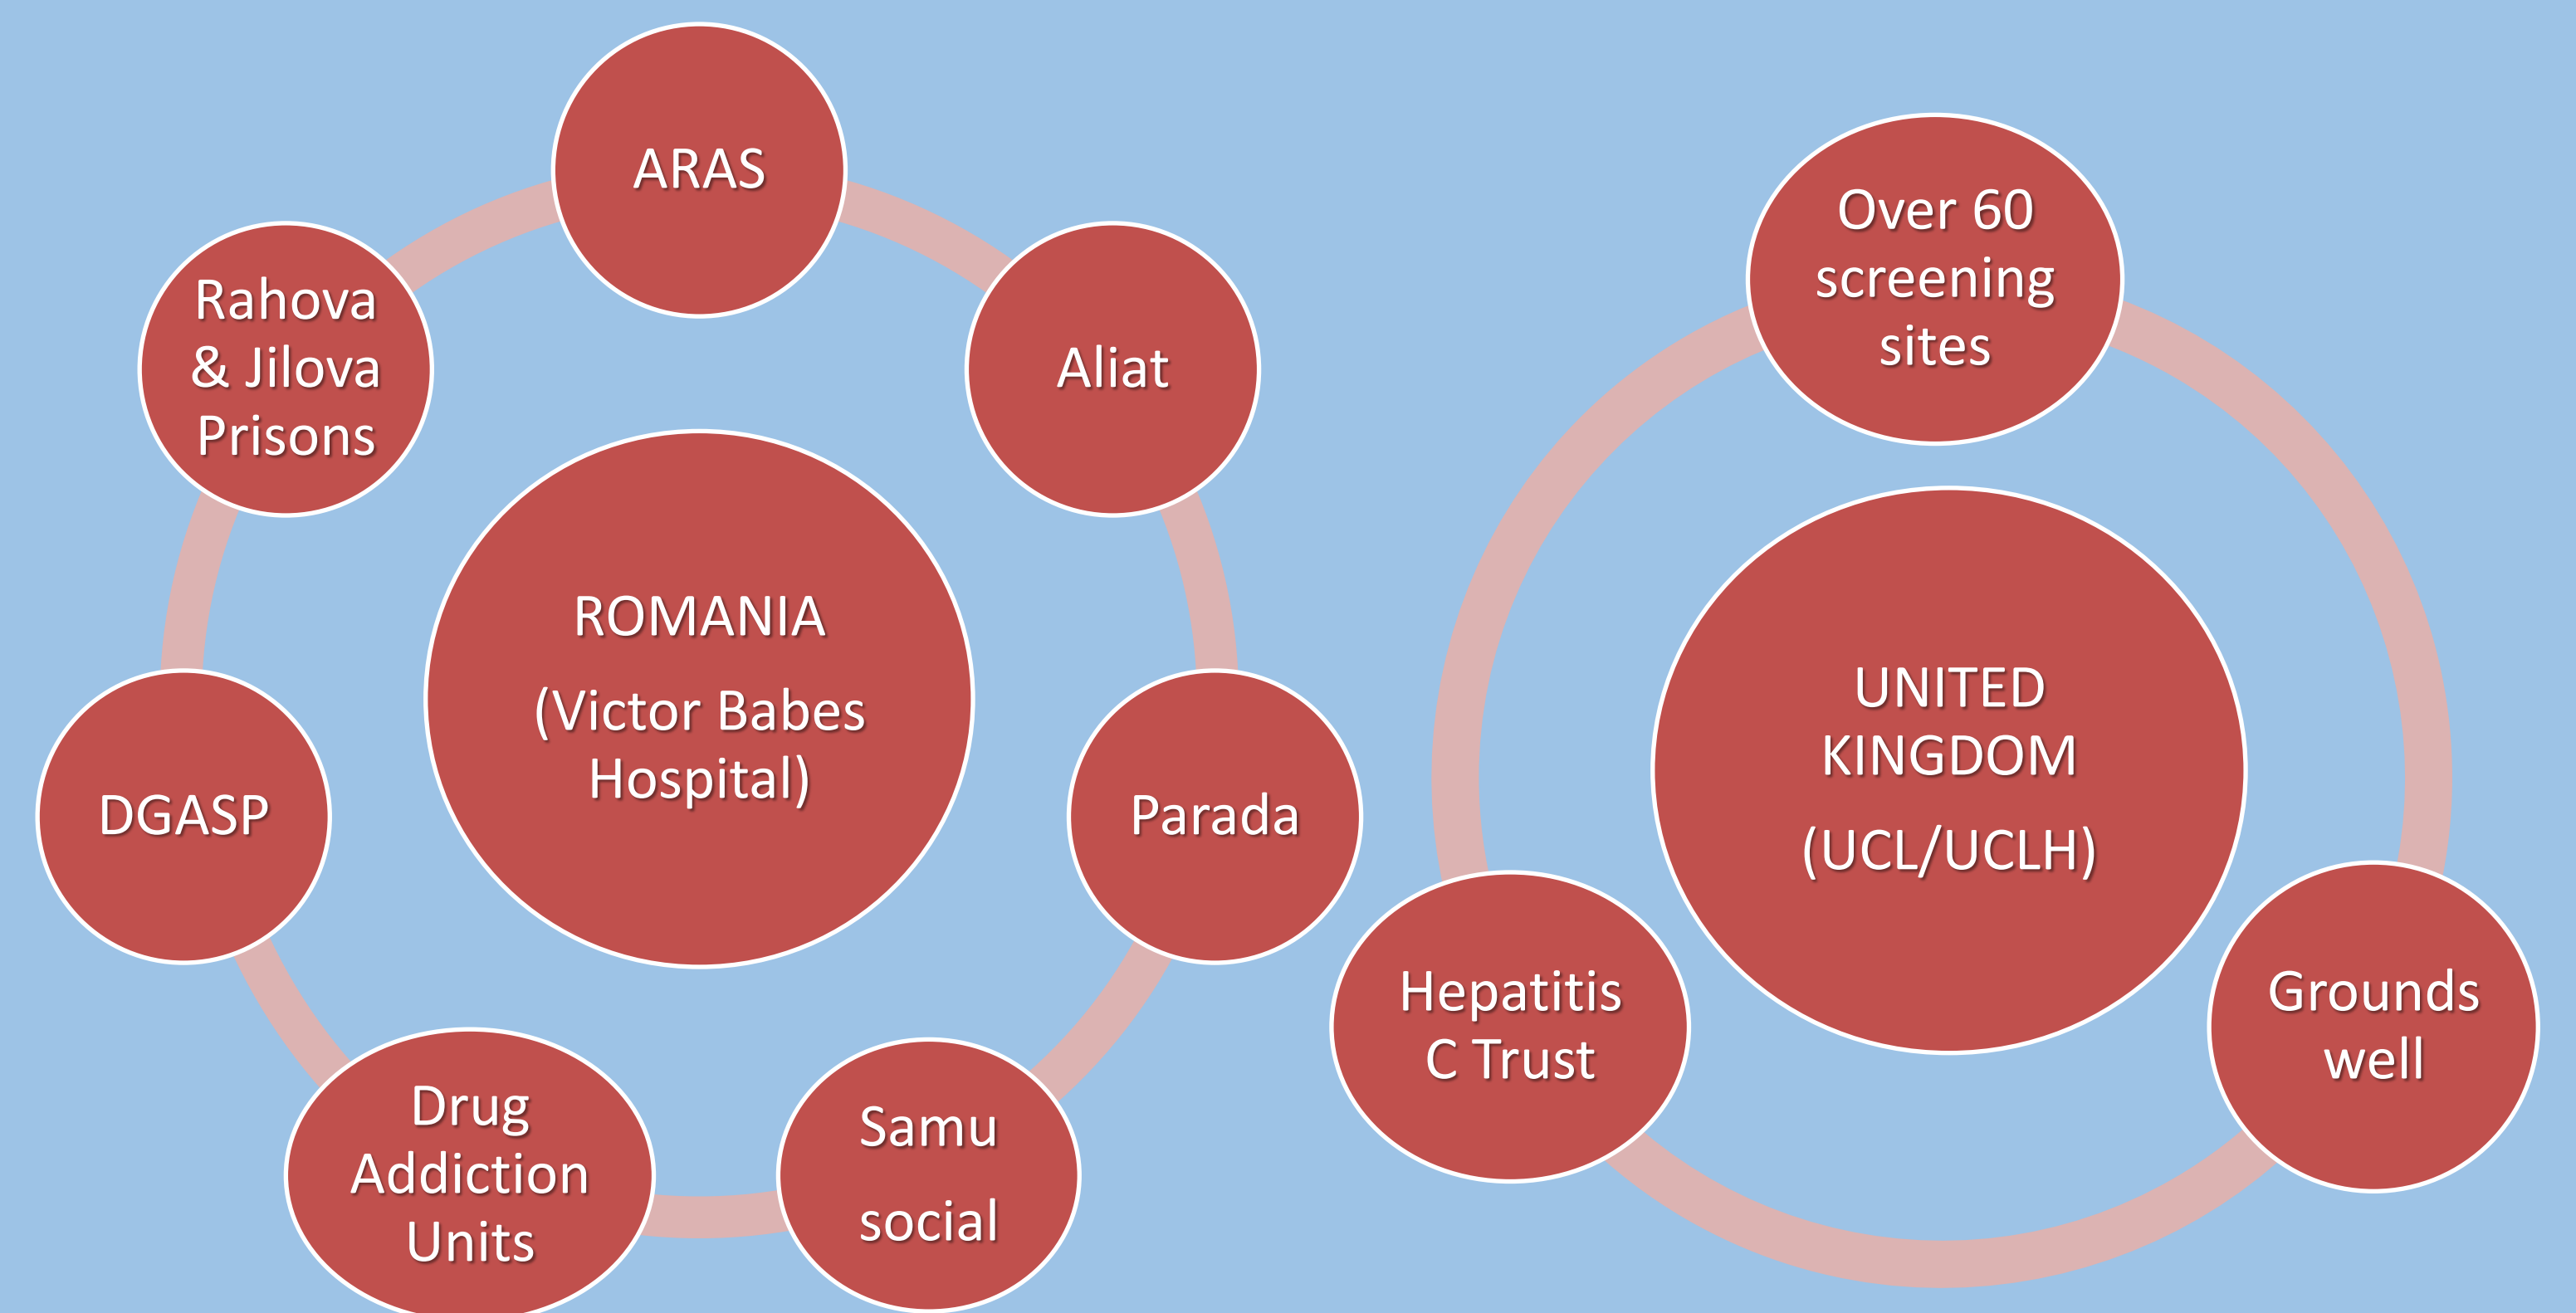 ARAS
Aliat
Parada
Samu
social
Drug
Addiction
Units
DGASP
Rahova
& Jilova
Prisons
ROMANIA
(Victor Babes
Hospital)
Over 60
screening
sites
Grounds
well
Hepatitis
C Trust
UNITED
KINGDOM
(UCL/UCLH)